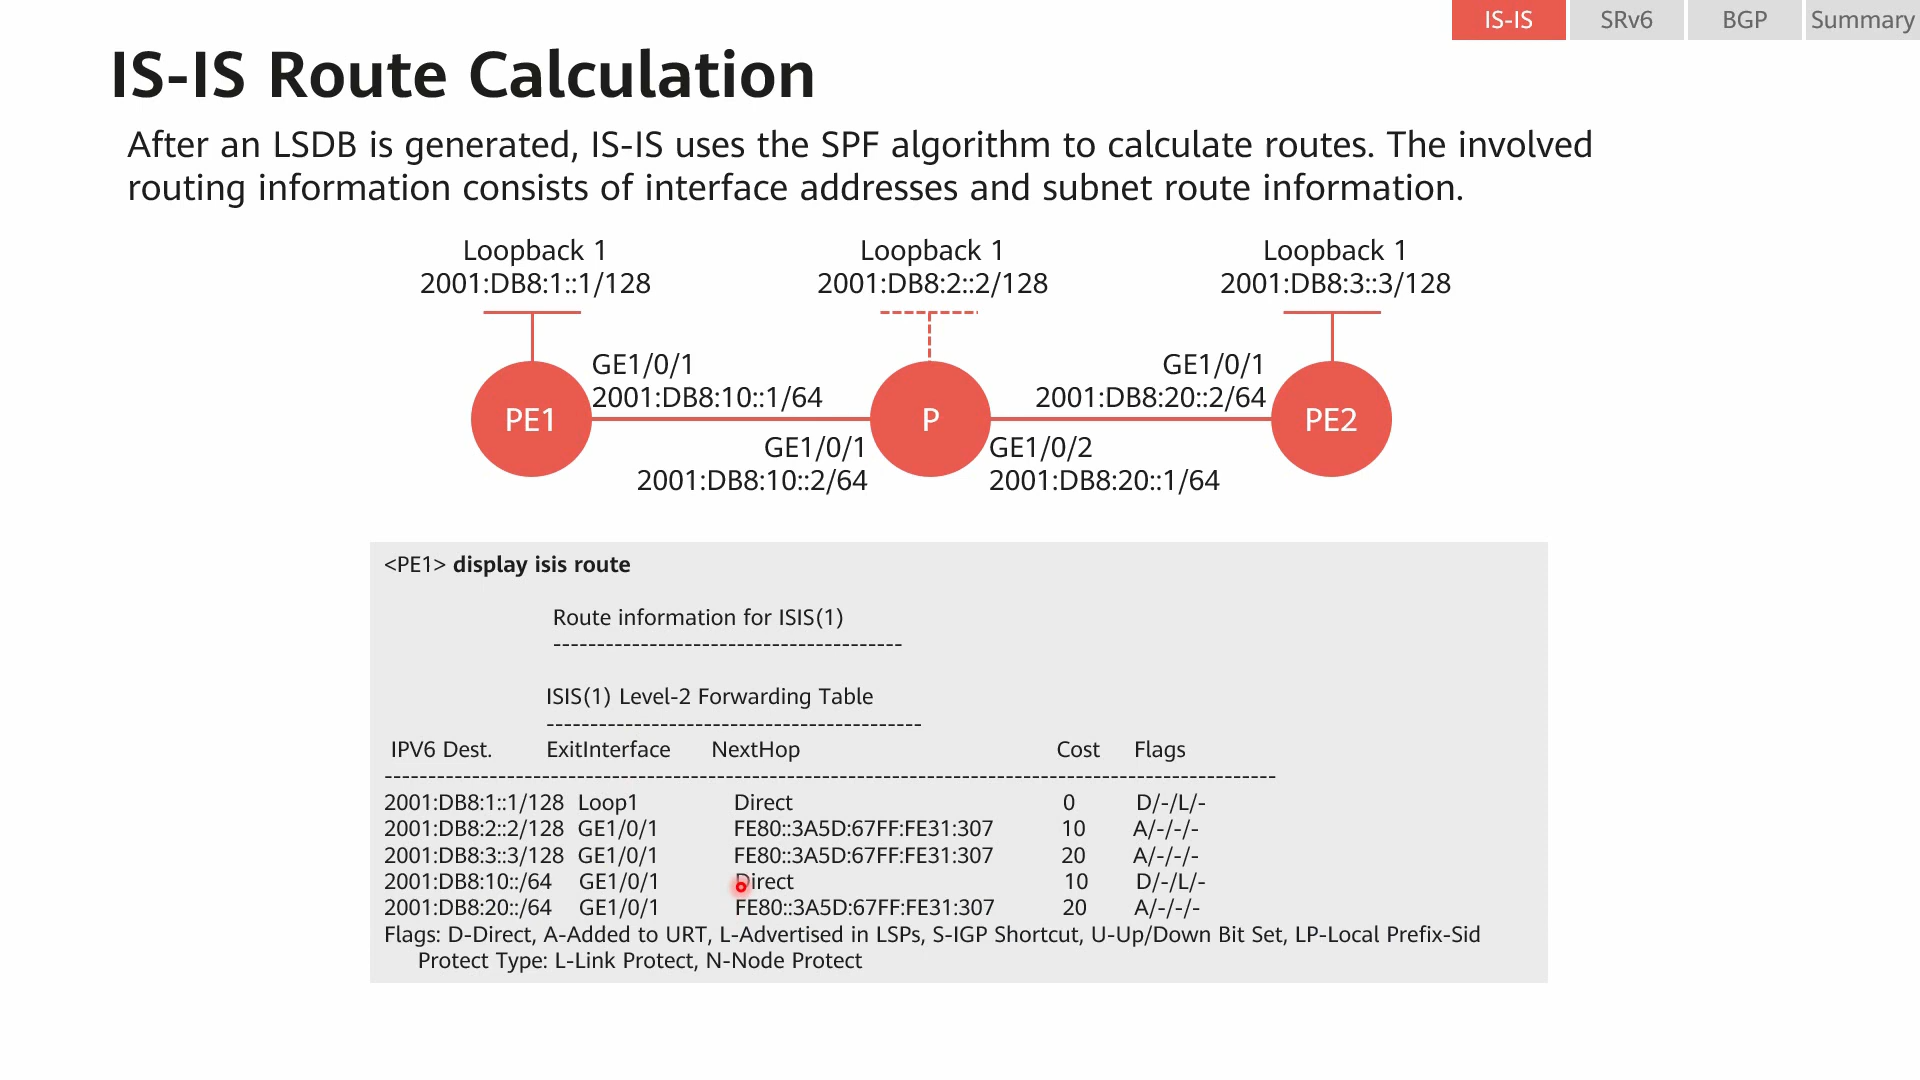 IS-IS SRv6 BGP Summary
IS-IS Route Calculation
After an LSDB is generated, IS-IS uses the SPF algorithm to calculate routes. The involved
routing information consists of interface addresses and subnet route information.
Loopback 1
2001:DB8:1::1/128
Loopback 1
2001:DB8:2::2/128
Loopback 1
2001:DB8:3::3/128
PE1
GE1/0/1
2001:DB8:10::1/64
GE1/0/1
2001:DB8:10::2/64
P
GE1/0/1
2001:DB8:20::2/64
GE1/0/2
2001:DB8:20::1/64
PE2
<PE1> display isis route
Route information for ISIS(1)
----------------------------------------
ISIS(1) Level-2 Forwarding Table
-------------------------------------------
IPV6 Dest. ExitInterface NextHop Cost Flags
------------------------------------------------------------------------------------------------------
2001:DB8:1::1/128 Loop1 Direct 0 D/-/L/-
2001:DB8:2::2/128 GE1/0/1 FE80::3A5D:67FF:FE31:307 10 A/-/-/-
2001:DB8:3::3/128 GE1/0/1 FE80::3A5D:67FF:FE31:307 20 A/-/-/-
2001:DB8:10::/64 GE1/0/1 Direct 10 D/-/L/-
2001:DB8:20::/64 GE1/0/1 FE80::3A5D:67FF:FE31:307 20 A/-/-/-
Flags: D-Direct, A-Added to URT, L-Advertised in LSPs, S-IGP Shortcut, U-Up/Down Bit Set, LP-Local Prefix-Sid
Protect Type: L-Link Protect, N-Node Protect